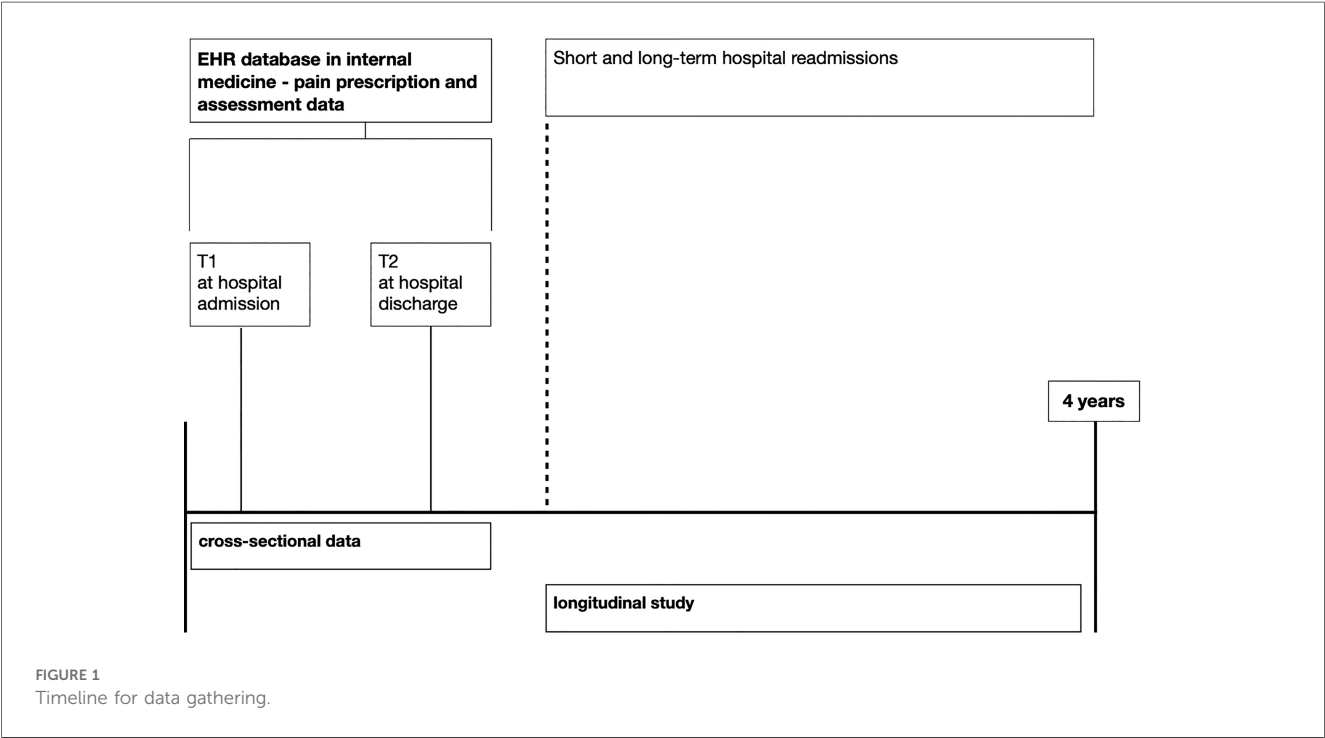 EHR database in internal
medicine - pain prescription and
assessment data
Short and long-term hospital readmissions
T1
at hospital
admission
T2
at hospital
discharge
4 years
cross-sectional data
longitudinal study
FIGURE 1
Timeline for data gathering.